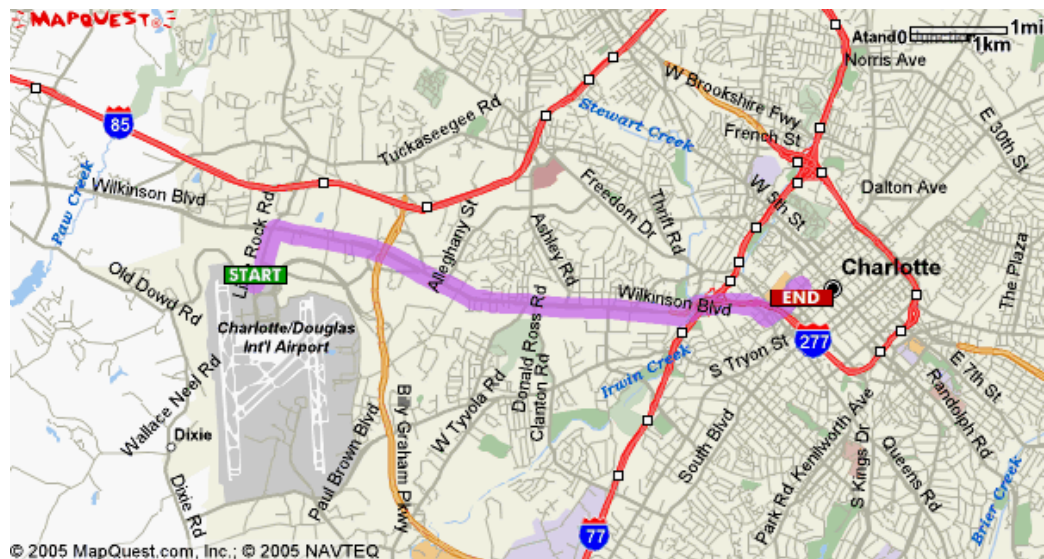 MAPQUEST
1mi
1km
Norris Ave
W Brookshire Fwy
E 30th St
85
Tuckaseegee Rd
Stewart Creek
French St
Paw Creek
Wilkinson Blvd
Rock Rd
Freedom Dr
Thrift Rd
W 5th St
Dalton Ave
Alleghany St
Ashley Rd
The Plaza
START
Old Dowd Rd
Charlotte
Wilkinson Blvd
END
Charlotte/Douglas
Int'l Airport
Donald Ross Rd
277
Irwin Creek
S Tryon St
E 7th St
Wallace Neel Rd
Billy Graham Pkwy
W Tyvola Rd
Clanton Rd
Randolph Rd
Dixie
Paul Brown Blvd
South Blvd
Kenilworth Ave
Park Rd
S Kings Dr
Queens Rd
Brier Creek
Dixie Rd
77
© 2005 MapQuest.com, Inc.; © 2005 NAVTEQ